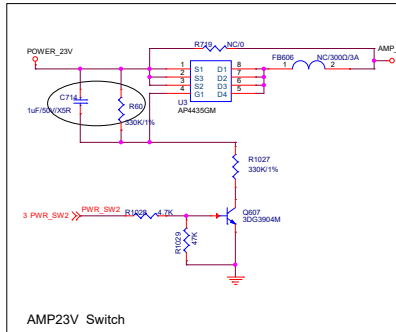 R719 NC/0
POWER_23V
AMP_
FB606 NC/300Ω/3A
1 S1 D1 8
2 S3 D2 7
3 S2 D3 6
4 G1 D4 5
1 2
U3
AP4435GM
C714
1uF/50V/X5R
R60
330K/1%
R1027
330K/1%
3 PWR_SW2
PWR_SW2
R1028 4.7K
Q607
3DG3904M
R1029
47K
AMP23V Switch